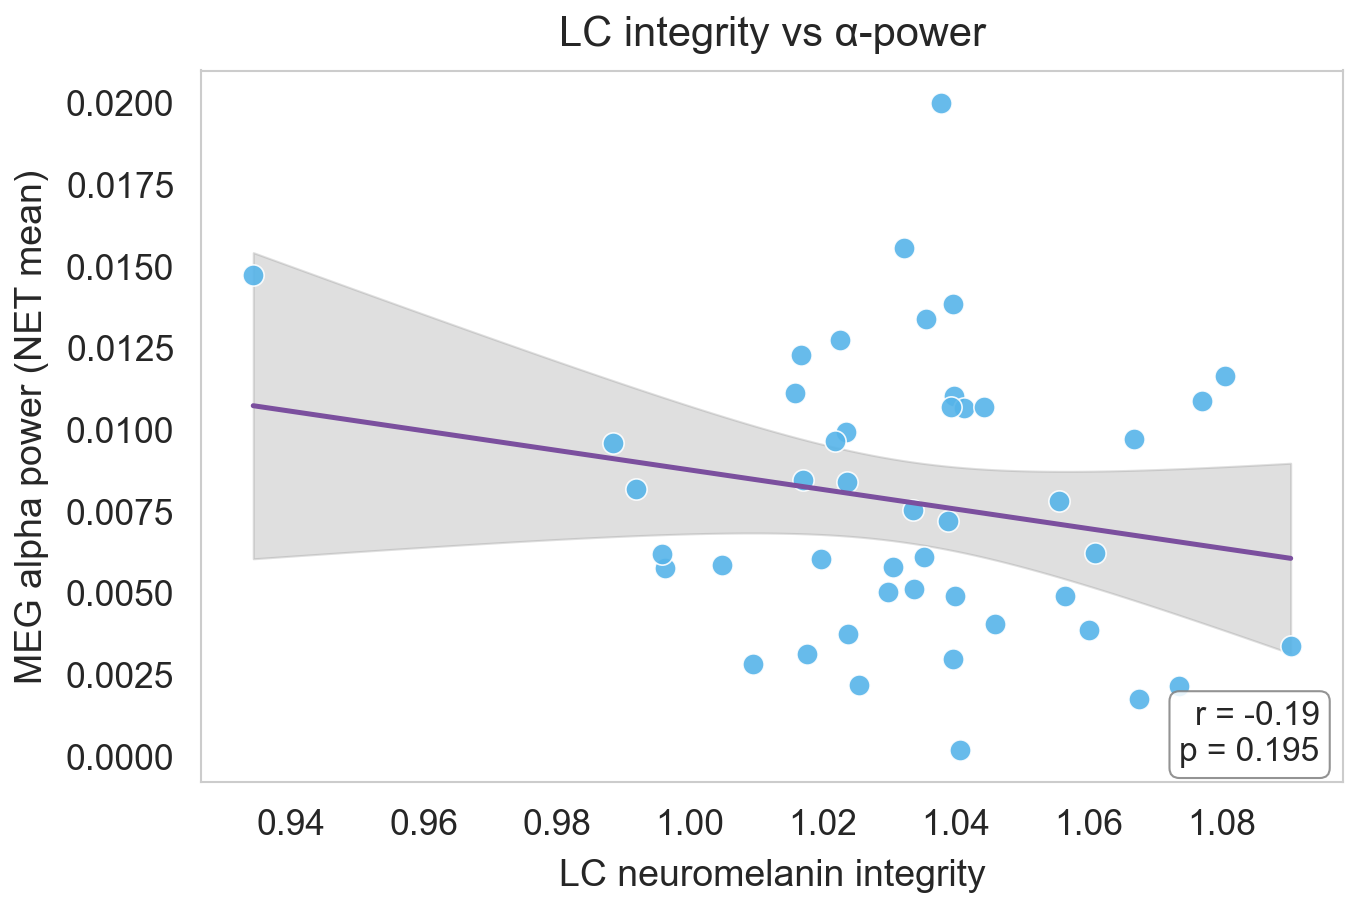 LC integrity vs α-power
0.0200
0.0175
0.0150
0.0125
0.0100
0.0075
0.0050
0.0025
0.0000
MEG alpha power (NET mean)
r = -0.19
p = 0.195
0.94 0.96 0.98 1.00 1.02 1.04 1.06 1.08
LC neuromelanin integrity